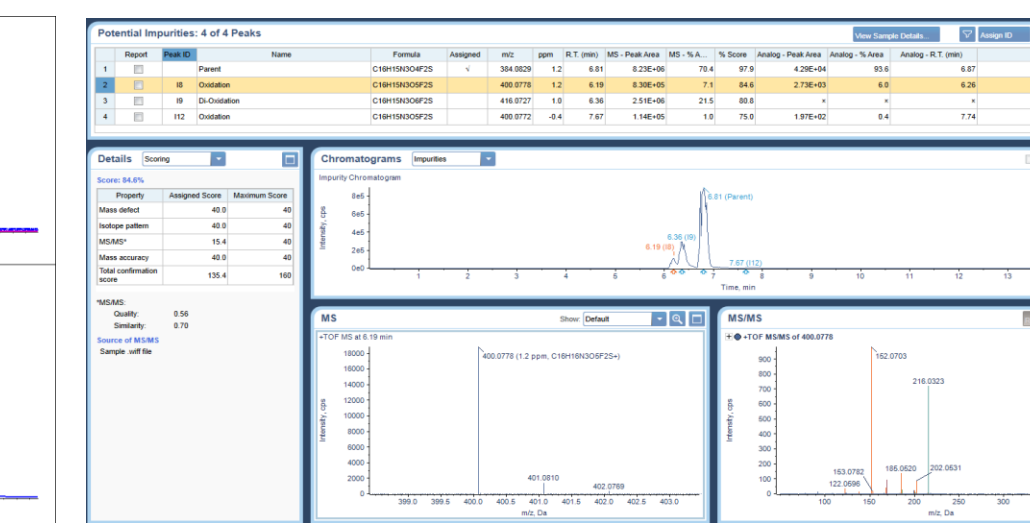 Potential Impurities: 4 of 4 Peaks
View Sample Details... Assign ID
Report Peak ID Name Formula Assigned m/z ppm R.T. (min) MS - Peak Area MS - % A... % Score Analog - Peak Area Analog - % Area Analog - R.T. (min)
1 Parent C16H15N3O4F2S √ 384.0829 1.2 6.81 8.23E+06 70.4 97.9 4.29E+04 93.6 6.87
2 I8 Oxidation C16H15N3O5F2S 400.0778 1.2 6.19 8.30E+05 7.1 84.6 2.73E+03 6.0 6.26
3 I9 Di-Oxidation C16H15N3O6F2S 416.0727 1.0 6.36 2.51E+06 21.5 80.8 × × ×
4 I12 Oxidation C16H15N3O5F2S 400.0772 -0.4 7.67 1.14E+05 1.0 75.0 1.97E+02 0.4 7.74
Details Scoring
Score: 84.6%
Property Assigned Score Maximum Score
Mass defect 40.0 40
Isotope pattern 40.0 40
MS/MS* 15.4 40
Mass accuracy 40.0 40
Total confirmation
score 135.4 160
*MS/MS:
Quality: 0.56
Similarity: 0.70
Source of MS/MS
Sample .wiff file
Chromatograms Impurities
Impurity Chromatogram
Intensity, cps
8e6
6e6
4e6
2e6
0e0
6.81 (Parent)
6.36 (I9)
6.19 (I8)
7.67 (I12)
1 2 3 4 5 6 7 8 9 10 11 12 13
Time, min
MS Show: Default
+TOF MS at 6.19 min
400.0778 (1.2 ppm, C16H16N3O5F2S+)
Intensity, cps
18000
16000
14000
12000
10000
8000
6000
4000
2000
0
401.0810
402.0769
399.0 399.5 400.0 400.5 401.0 401.5 402.0 402.5 403.0
m/z, Da
MS/MS
+TOF MS/MS of 400.0778
Intensity, cps
900
800
700
600
500
400
300
200
100
0
152.0703
216.0323
153.0782
185.0520
202.0531
122.0596
100 150 200 250 300
m/z, Da